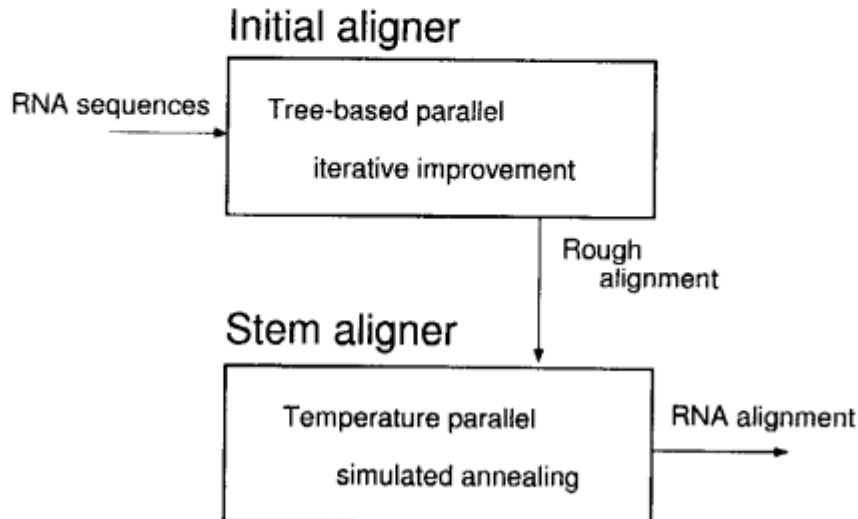 Initial aligner
RNA sequences
Tree-based parallel
iterative improvement
Rough
alignment
Stem aligner
Temperature parallel
simulated annealing
RNA alignment